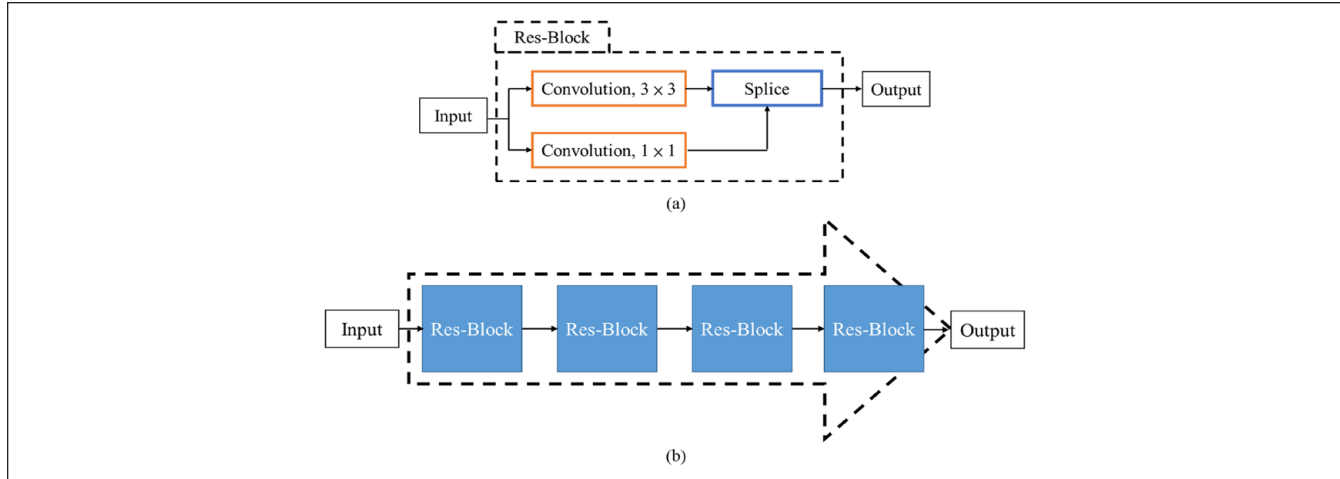 Res-Block
Convolution, 3 × 3
Splice
Output
Input
Convolution, 1 × 1
(a)
Input
Res-Block
Res-Block
Res-Block
Res-Block
Output
(b)